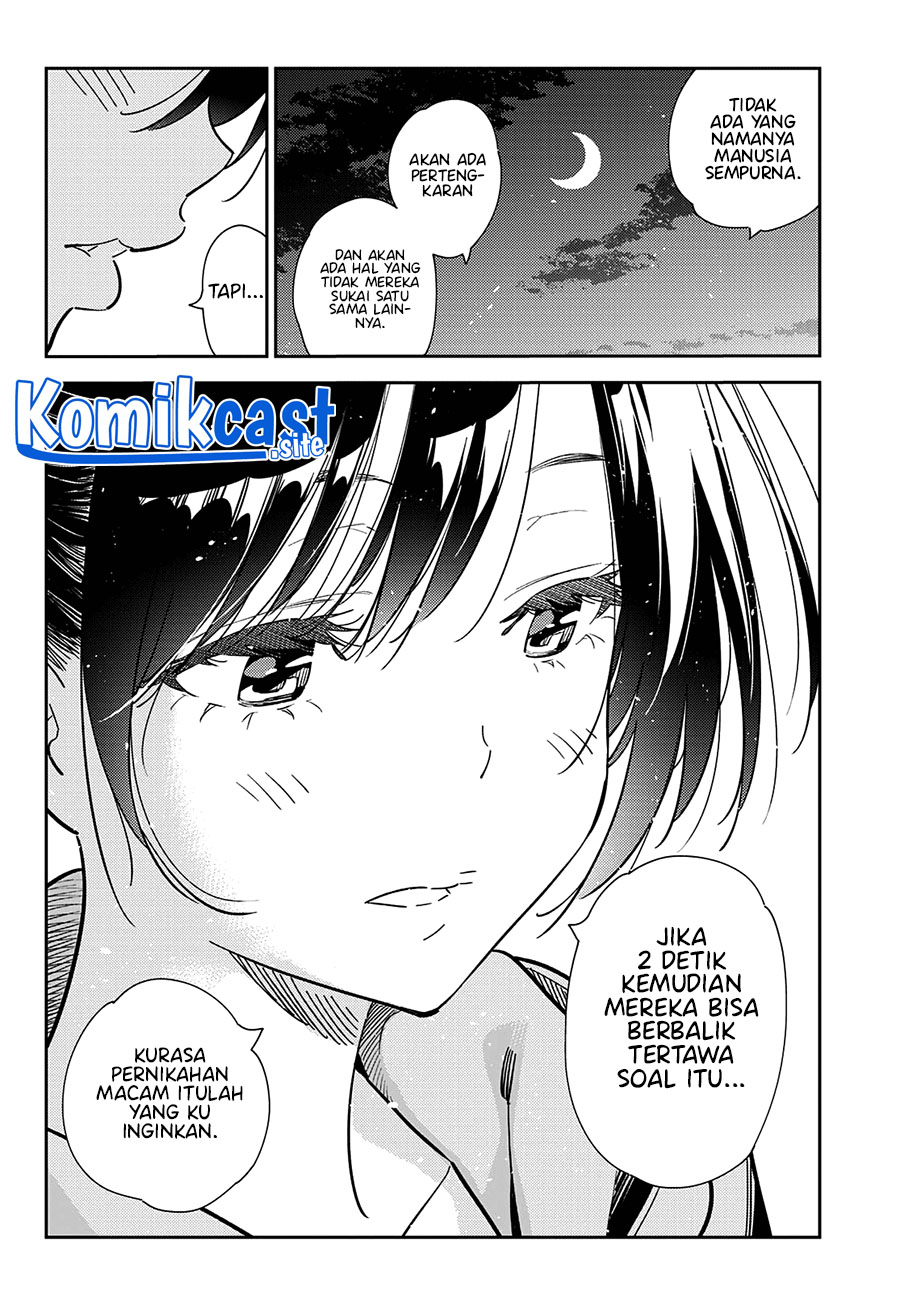 TIDAK
ADA YANG
NAMANYA
MANUSIA
SEMPURNA.
AKAN ADA
PERTENG-
KARAN
DAN AKAN
ADA HAL YANG
TIDAK MEREKA
SUKAI SATU
SAMA LAIN-
NYA.
TAPI...
Komikcast
.site
JIKA
2 DETIK
KEMUDIAN
MEREKA BISA
BERBALIK
TERTAWA
SOAL ITU...
KURASA
PERNIKAHAN
MACAM ITULAH
YANG KU
INGINKAN.